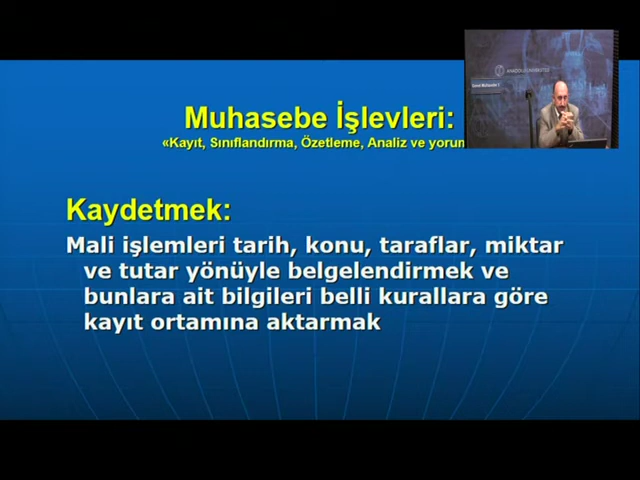 Muhasebe İşlevleri:
«Kayıt, Sınıflandırma, Özetleme, Analiz ve yorum
Kaydetmek:
Mali işlemleri tarih, konu, taraflar, miktar
ve tutar yönüyle belgelendirmek ve
bunlara ait bilgileri belli kurallara göre
kayıt ortamına aktarmak